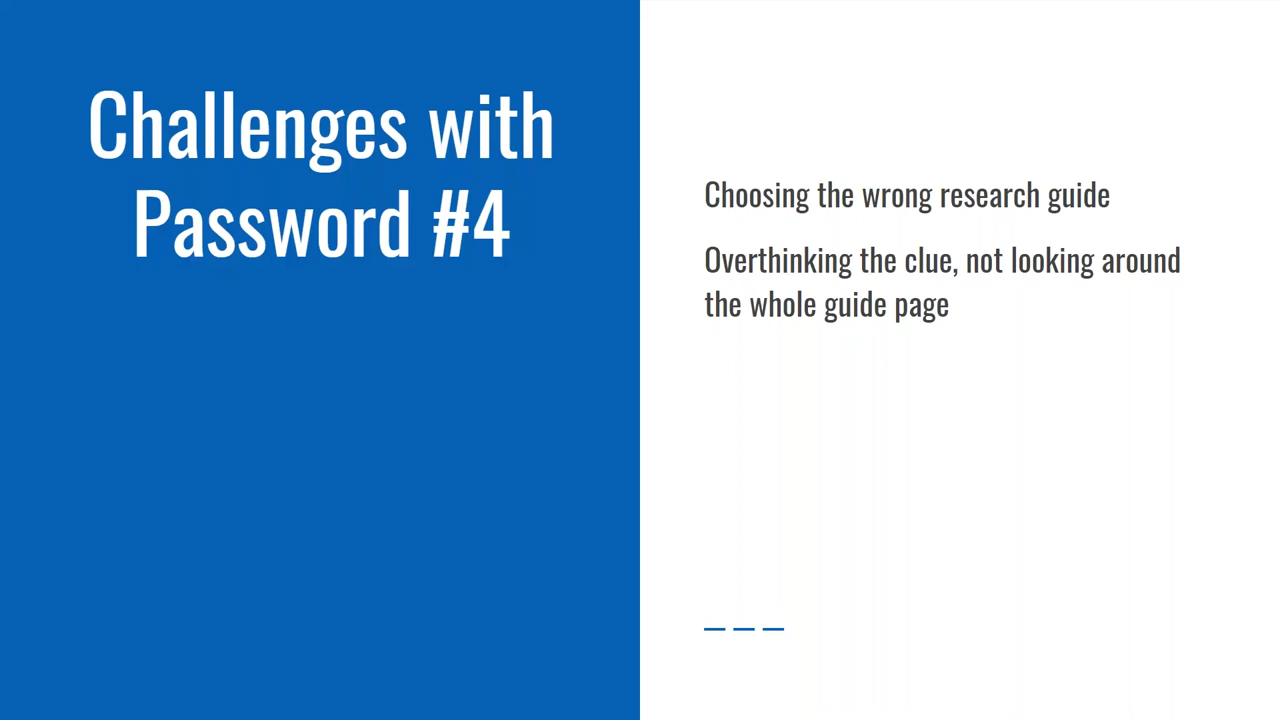 Challenges with
Password #4
Choosing the wrong research guide
Overthinking the clue, not looking around
the whole guide page